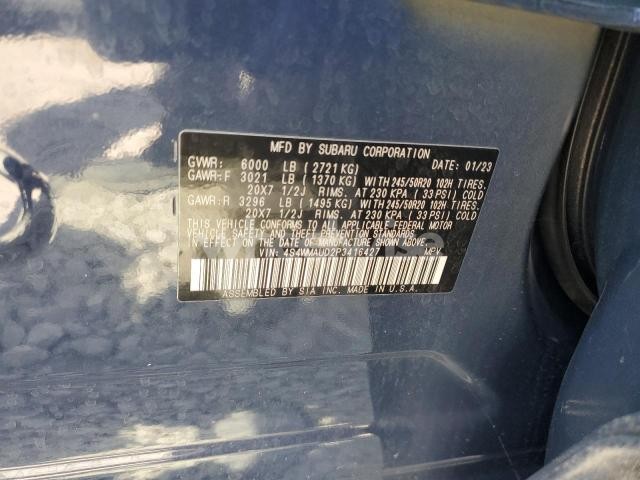 MFD BY SUBARU CORPORATION
GVWR: 6000 LB ( 2721 KG) DATE 01/23
GAWR:F 3021 LB ( 1370 KG) WITH 245/50R20 102H TIRES.
20X7 1/2J RIMS. AT 230 KPA ( 33 PSI) COLD
GAWR:R 3296 LB ( 1495 KG) WITH 245/50R20 102H TIRES.
20X7 1/2J RIMS. AT 230 KPA ( 33 PSI) COLD
THIS VEHICLE CONFORMS TO ALL APPLICABLE FEDERAL MOTOR
VEHICLE SAFETY AND THEFT PREVENTION STANDARDS IN
EFFECT ON THE DATE OF MANUFACTURE SHOWN ABOVE.
VIN: 4S4WMAUD2P3416427 MPV
ASSEMBLED BY SIA INC. MADE IN U.S.A.